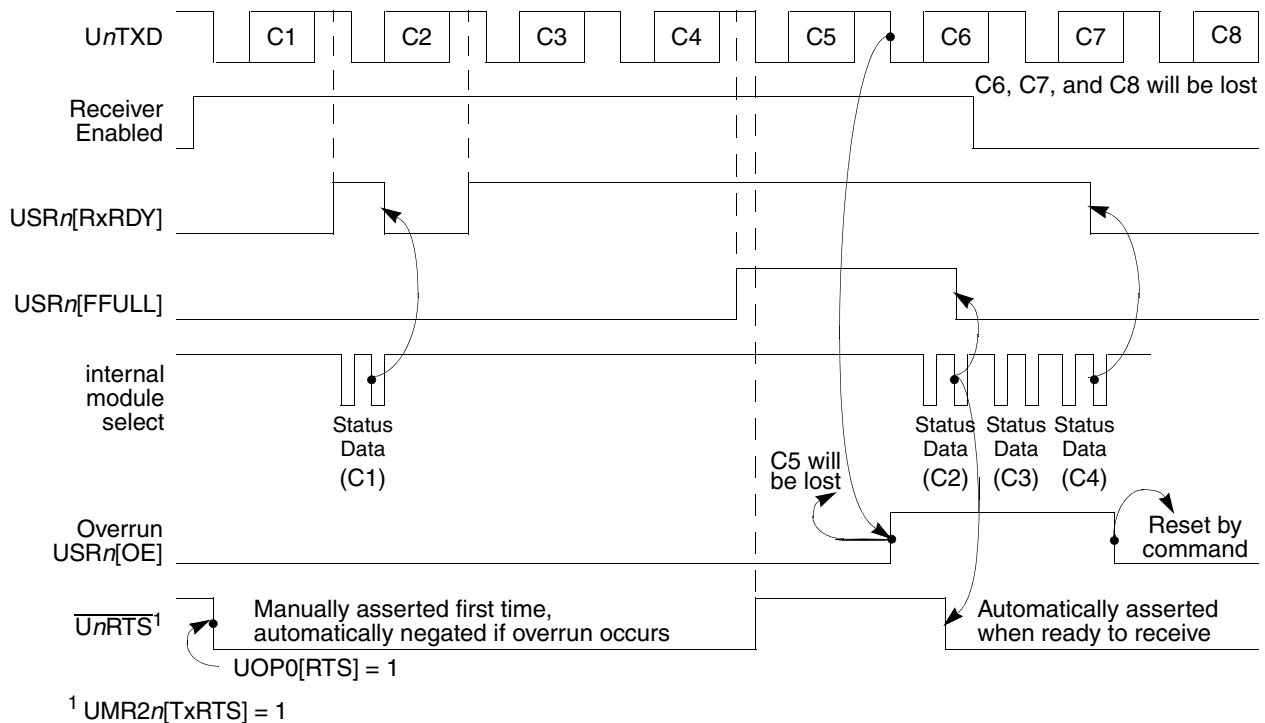 UnTXD
C1 C2 C3 C4 C5 C6 C7 C8
C6, C7, and C8 will be lost
Receiver
Enabled
USRn[RxRDY]
USRn[FFULL]
internal
module
select
Status
Data
(C1)
Status
Data
(C2)
Status
Data
(C3)
Status
Data
(C4)
C5 will
be lost
Overrun
USRn[OE]
Reset by
command
UnRTS¹
Manually asserted first time,
automatically negated if overrun occurs
Automatically asserted
when ready to receive
UOP0[RTS] = 1
¹ UMR2n[TxRTS] = 1